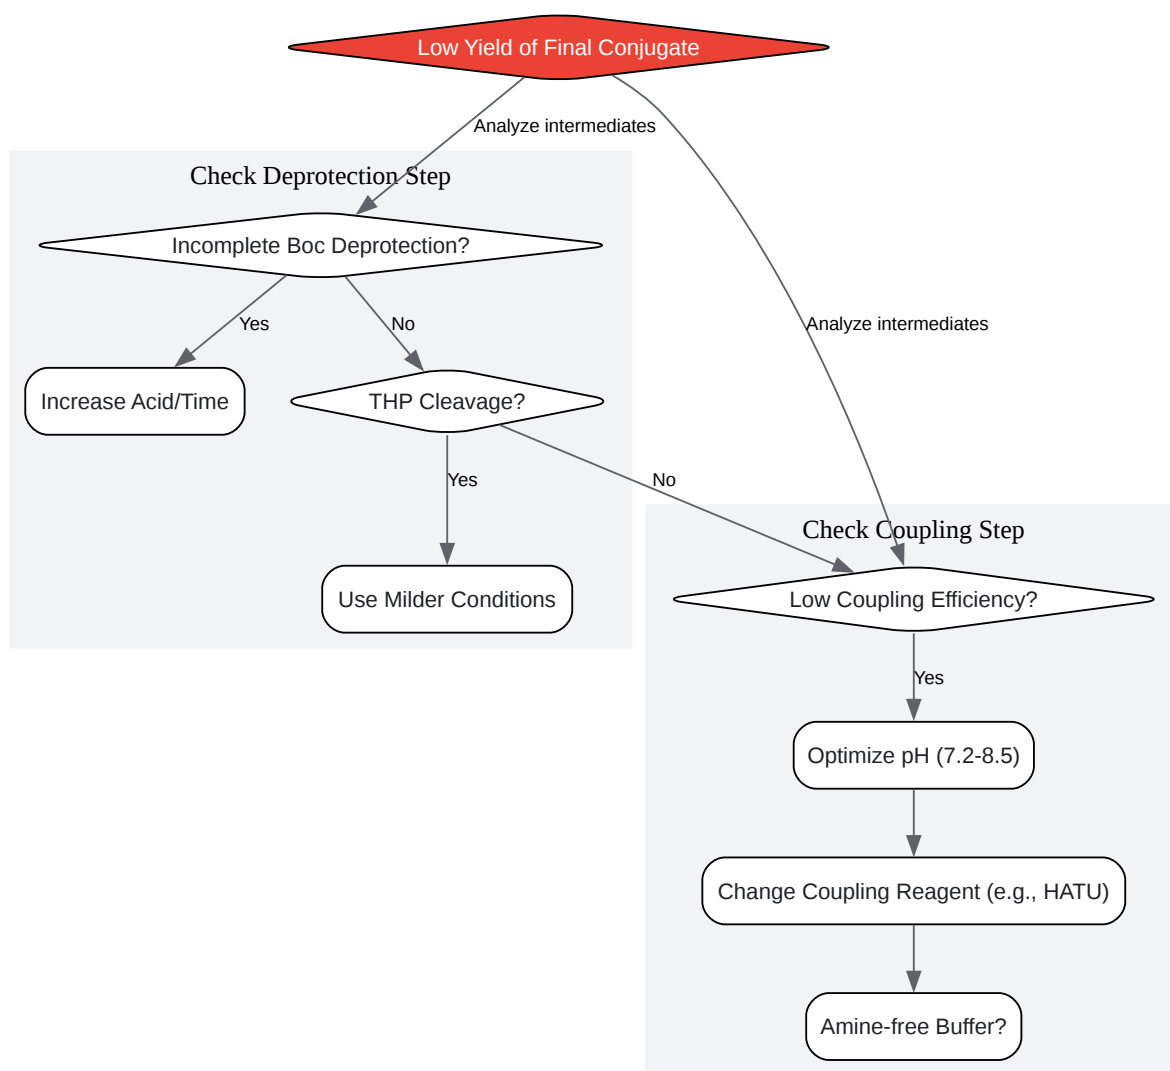 Low Yield of Final Conjugate
Analyze intermediates
Check Deprotection Step
Incomplete Boc Deprotection?
Yes
No
Analyze intermediates
Increase Acid/Time
THP Cleavage?
Yes
No
Check Coupling Step
Use Milder Conditions
Low Coupling Efficiency?
Yes
Optimize pH (7.2-8.5)
Change Coupling Reagent (e.g., HATU)
Amine-free Buffer?